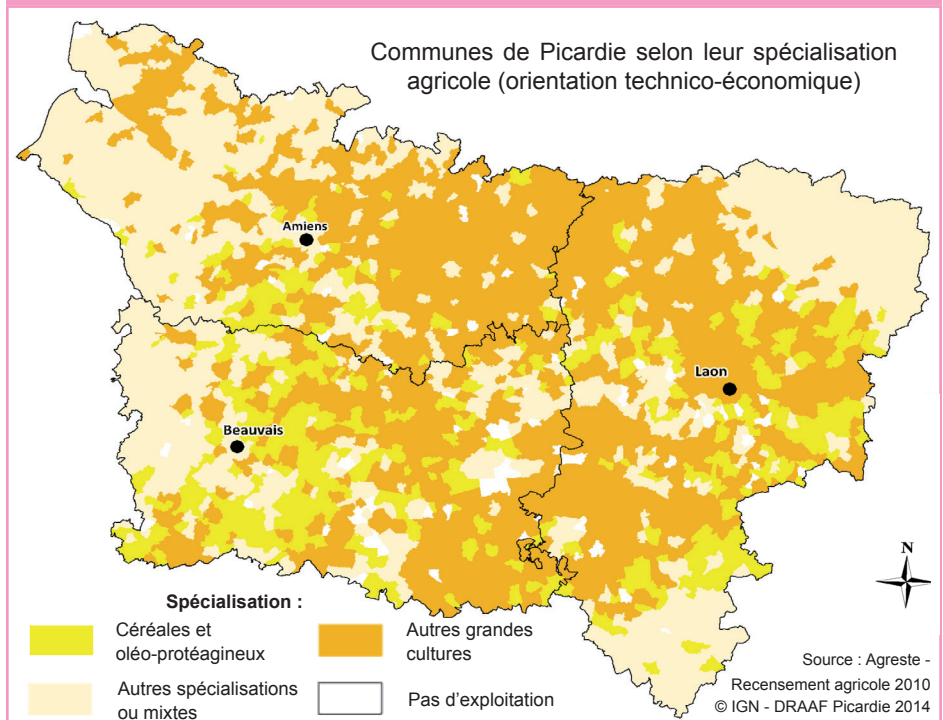 Communes de Picardie selon leur spécialisation
agricole (orientation technico-économique)
Amiens
Laon
Beauvais
N
Spécialisation :
Céréales et
oléo-protéagineux
Autres grandes
cultures
Autres spécialisations
ou mixtes
Pas d’exploitation
Source : Agreste -
Recensement agricole 2010
© IGN - DRAAF Picardie 2014